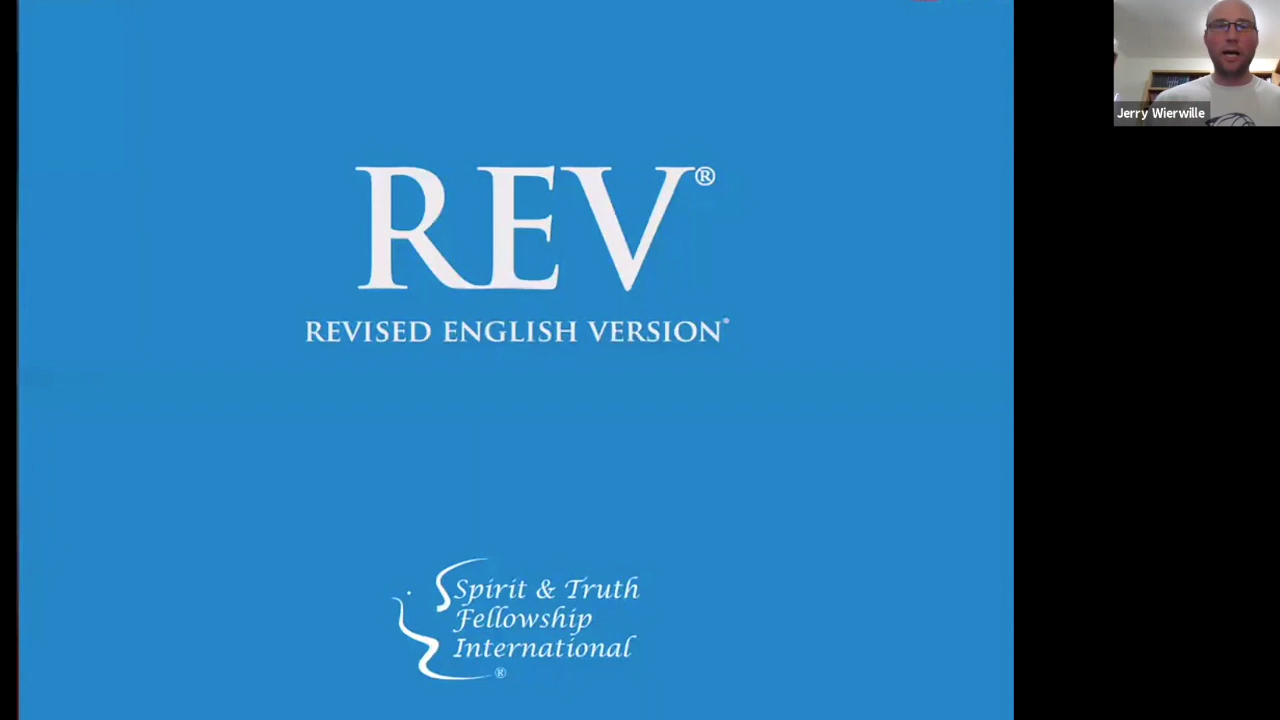 REV®
REVISED ENGLISH VERSION®
Spirit & Truth
Fellowship
International
®
Jerry Wierwille